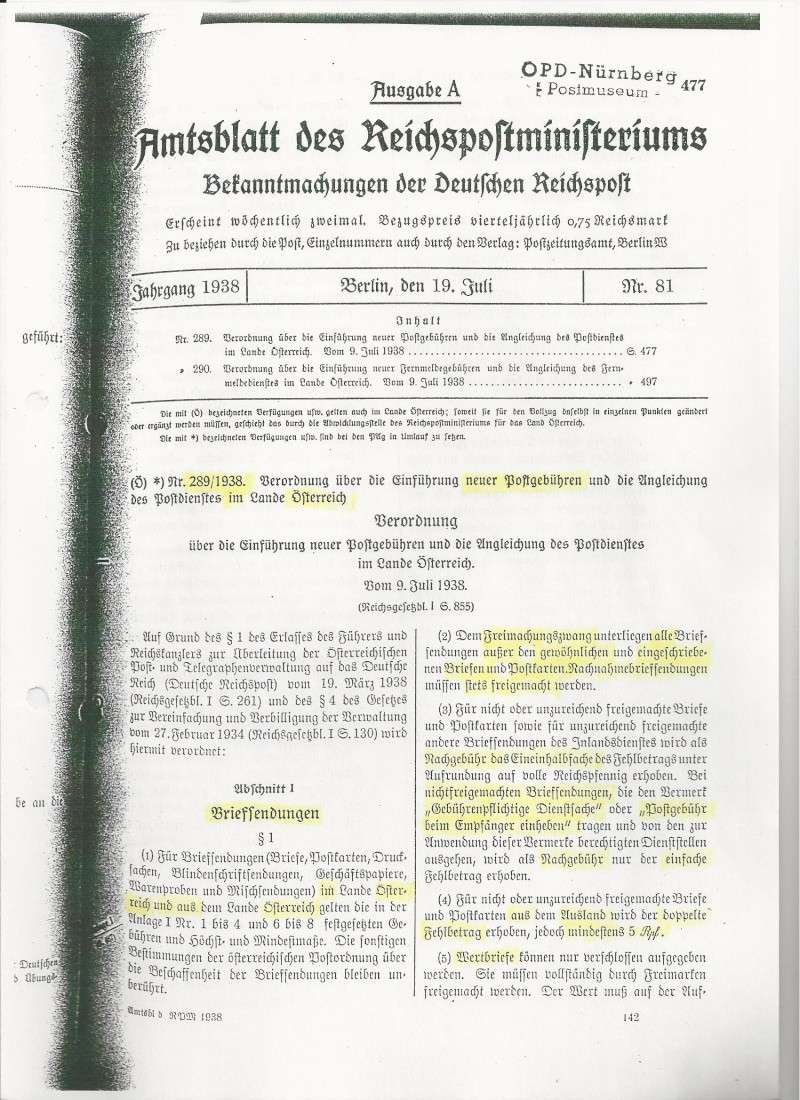 OPD-Nürnberg
Postmuseum -
477
Ausgabe A
Amtsblatt des Reichspostministeriums
Bekanntmachungen der Deutschen Reichspost
Erscheint wöchentlich zweimal. Bezugspreis vierteljährlich 0,75 Reichsmark
Zu beziehen durch die Post, Einzelnummern auch durch den Verlag: Postzeitungsamt, Berlin W
Jahrgang 1938
Berlin, den 19. Juli
Nr. 81
Inhalt
Nr. 289. Verordnung über die Einführung neuer Postgebühren und die Angleichung des Postdienstes
im Lande Österreich. Vom 9. Juli 1938 ........ S. 477
» 290. Verordnung über die Einführung neuer Fernmeldegebühren und die Angleichung des Fern-
meldedienstes im Lande Österreich. Vom 9. Juli 1938 ........ » 497
geführt:
Die mit (Ö) bezeichneten Verfügungen usw. gelten auch im Lande Österreich; soweit sie für den Vollzug daselbst in einzelnen Punkten geändert
oder ergänzt werden müssen, geschieht das durch die Abwicklungsstelle des Reichspostministeriums für das Land Österreich.
Die mit *) bezeichneten Verfügungen usw. sind bei den PÄg in Umlauf zu setzen.
(Ö) *) Nr. 289/1938. Verordnung über die Einführung neuer Postgebühren und die Angleichung
des Postdienstes im Lande Österreich
Verordnung
über die Einführung neuer Postgebühren und die Angleichung des Postdienstes
im Lande Österreich.
Vom 9. Juli 1938.
(Reichsgesetzbl. I S. 855)
Auf Grund des § 1 des Erlasses des Führers und
Reichskanzlers zur Überleitung der Österreichischen
Post- und Telegraphenverwaltung auf das Deutsche
Reich (Deutsche Reichspost) vom 19. März 1938
(Reichsgesetzbl. I S. 261) und des § 4 des Gesetzes
zur Vereinfachung und Verbilligung der Verwaltung
vom 27. Februar 1934 (Reichsgesetzbl. I S. 130) wird
hiermit verordnet:
Abschnitt I
Briefsendungen
§ 1
(1) Für Briefsendungen (Briefe, Postkarten, Druck-
sachen, Blindenschriftsendungen, Geschäftspapiere,
Warenproben und Mischsendungen) im Lande Öster-
reich und aus dem Lande Österreich gelten die in der
Anlage I Nr. 1 bis 4 und 6 bis 8 festgesetzten Ge-
bühren und Höchst- und Mindestmaße. Die sonstigen
Bestimmungen der österreichischen Postordnung über
die Beschaffenheit der Briefsendungen bleiben un-
berührt.
be an die
Deutschen
Übungs-
(2) Dem Freimachungszwang unterliegen alle Brief-
sendungen außer den gewöhnlichen und eingeschriebe-
nen Briefen und Postkarten. Nachnahmebriefsendungen
müssen stets freigemacht werden.
(3) Für nicht oder unzureichend freigemachte Briefe
und Postkarten sowie für unzureichend freigemachte
andere Briefsendungen des Inlandsdienstes wird als
Nachgebühr das Eineinhalbfache des Fehlbetrags unter
Aufrundung auf volle Reichspfennig erhoben. Bei
nichtfreigemachten Briefsendungen, die den Vermerk
„Gebührenpflichtige Dienstsache“ oder „Postgebühr
beim Empfänger einheben“ tragen und von den zur
Anwendung dieser Vermerke berechtigten Dienststellen
ausgehen, wird als Nachgebühr nur der einfache
Fehlbetrag erhoben.
(4) Für nicht oder unzureichend freigemachte Briefe
und Postkarten aus dem Ausland wird der doppelte
Fehlbetrag erhoben, jedoch mindestens 5 Rpf.
(5) Wertbriefe können nur verschlossen aufgegeben
werden. Sie müssen vollständig durch Freimarken
freigemacht werden. Der Wert muß auf der Auf-
Amtsbl d RPM 1938
142